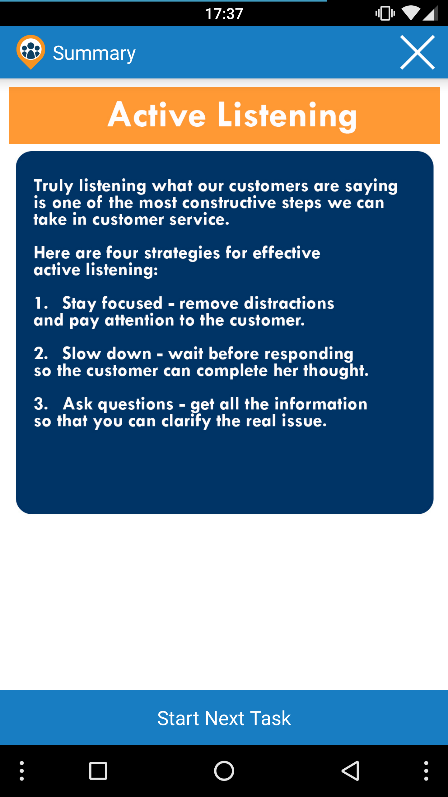 17:37
Summary
Active Listening
Truly listening what our customers are saying
is one of the most constructive steps we can
take in customer service.
Here are four strategies for effective
active listening:
1. Stay focused - remove distractions
and pay attention to the customer.
2. Slow down - wait before responding
so the customer can complete her thought.
3. Ask questions - get all the information
so that you can clarify the real issue.
Start Next Task